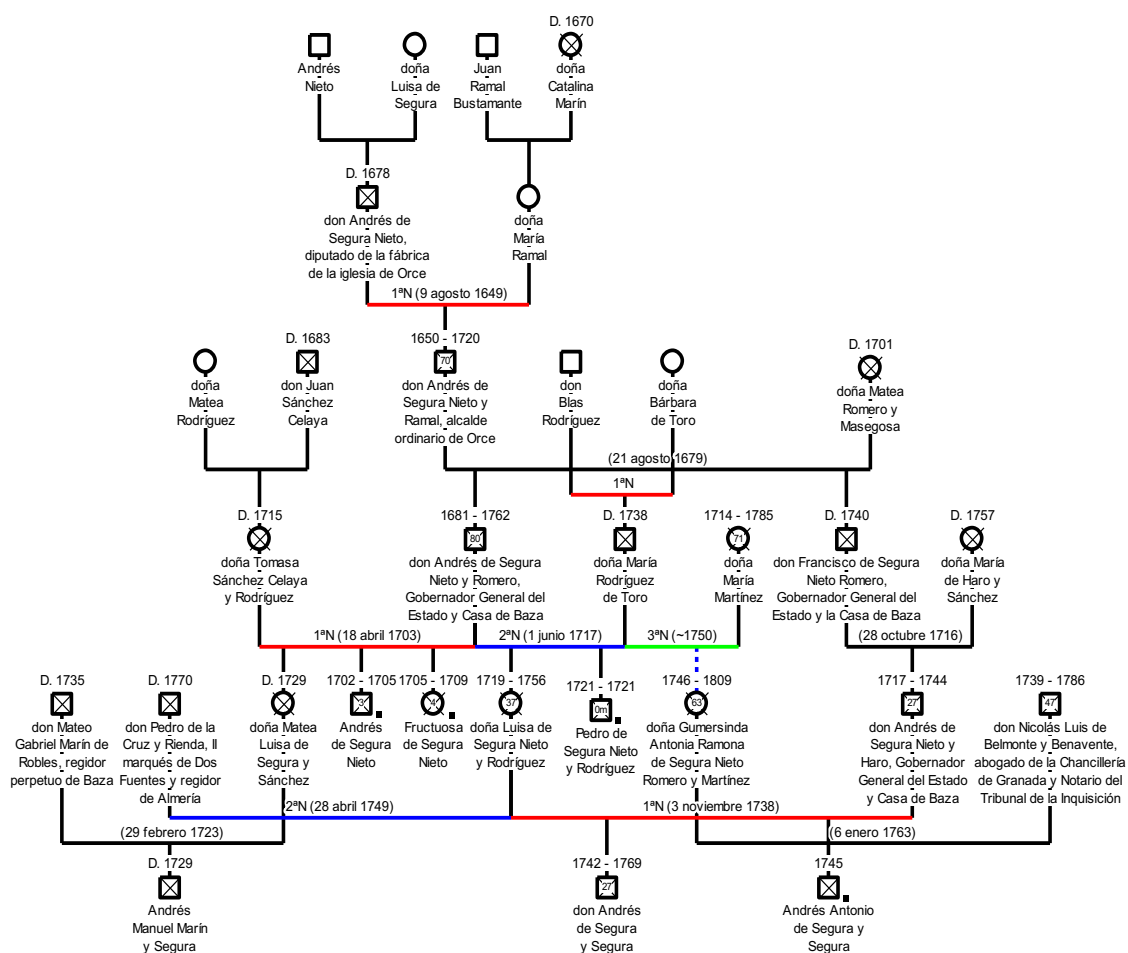 D. 1670
Andrés
Nieto
doña
Luisa de
Segura
Juan
Ramal
Bustamante
doña
Catalina
Marín
D. 1678
don Andrés de
Segura Nieto,
diputado de la fábrica
de la iglesia de Orce
doña
María
Ramal
1ªN (9 agosto 1649)
doña
Matea
Rodríguez
D. 1683
don Juan
Sánchez
Celaya
1650 - 1720
70
don Andrés de
Segura Nieto y
Ramal, alcalde
ordinario de Orce
don
Blas
Rodríguez
doña
Bárbara
de Toro
D. 1701
doña Matea
Romero y
Masegosa
(21 agosto 1679)
1ªN
D. 1715
doña Tomasa
Sánchez Celaya
y Rodríguez
1681 - 1762
80
don Andrés de Segura
Nieto y Romero,
Gobernador General del
Estado y Casa de Baza
D. 1738
doña María
Rodríguez
de Toro
1714 - 1785
71
doña
María
Martínez
D. 1740
don Francisco de Segura
Nieto Romero,
Gobernador General del
Estado y la Casa de Baza
D. 1757
doña María
de Haro y
Sánchez
1ªN (18 abril 1703)
2ªN (1 junio 1717)
3ªN (~1750)
(28 octubre 1716)
D. 1735
don Mateo
Gabriel Marín de
Robles, regidor
perpetuo de Baza
D. 1770
don Pedro de la
Cruz y Rienda, II
marqués de Dos
Fuentes y regidor
de Almería
D. 1729
doña Matea
Luisa de
Segura y
Sánchez
1702 - 1705
3
Andrés
de Segura
Nieto
1705 - 1709
4
Fructuosa
de Segura
Nieto
1719 - 1756
37
doña Luisa de
Segura Nieto
y Rodríguez
1721 - 1721
0m
Pedro de
Segura Nieto
y Rodríguez
1746 - 1809
63
doña Gumersinda
Antonia Ramona
de Segura Nieto
Romero y Martínez
1717 - 1744
27
don Andrés de
Segura Nieto y
Haro, Gobernador
General del Estado
y Casa de Baza
1739 - 1786
47
don Nicolás Luis de
Belmonte y Benavente,
abogado de la Chancillería
de Granada y Notario del
Tribunal de la Inquisición
2ªN (28 abril 1749)
1ªN (3 noviembre 1738)
(29 febrero 1723)
(6 enero 1763)
D. 1729
Andrés
Manuel Marín
y Segura
1742 - 1769
27
don Andrés
de Segura
y Segura
1745
Andrés Antonio
de Segura y
Segura